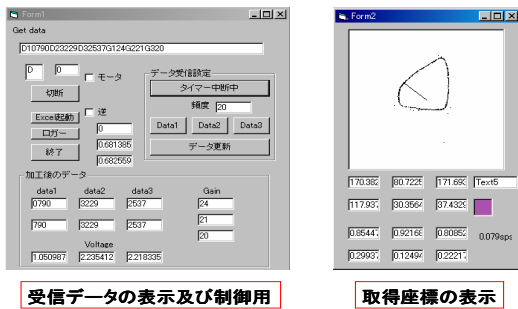 Form1
Get data
D10790D23229D32537G124G221G320
D
0
モータ
切断
Excel起動
逆
ロガー
0
0.681385
終了
0.682559
データ受信設定
タイマー中断中
頻度
20
Data1
Data2
Data3
データ更新
加工後のデータ
data1
data2
data3
Gain
0790
3229
2537
24
790
3229
2537
21
20
Voltage
1.050987
2.235412
2.218335
受信データの表示及び制御用
Form2
170.382
80.7225
171.693
Text5
117.937
30.3564
37.4329
0.85447
0.92168
0.80852
0.079sps
0.29937
0.12494
0.22217
取得座標の表示